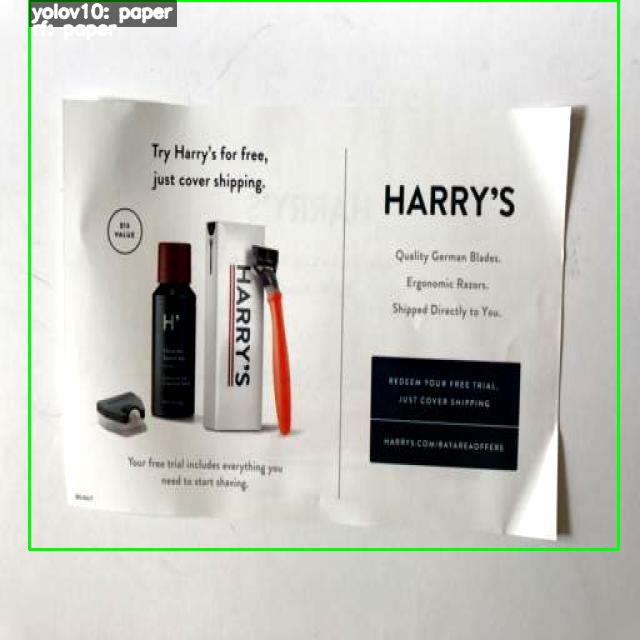 yolov10: paper
rf: paper
Try Harry's for free,
just cover shipping.
$13
VALUE
H'
HARRY'S
Your free trial includes everything you
need to start shaving.
HARRY'S
Quality German Blades.
Ergonomic Razors.
Shipped Directly to You.
REDEEM YOUR FREE TRIAL,
JUST COVER SHIPPING
HARRYS.COM/BAYAREAOFFERS